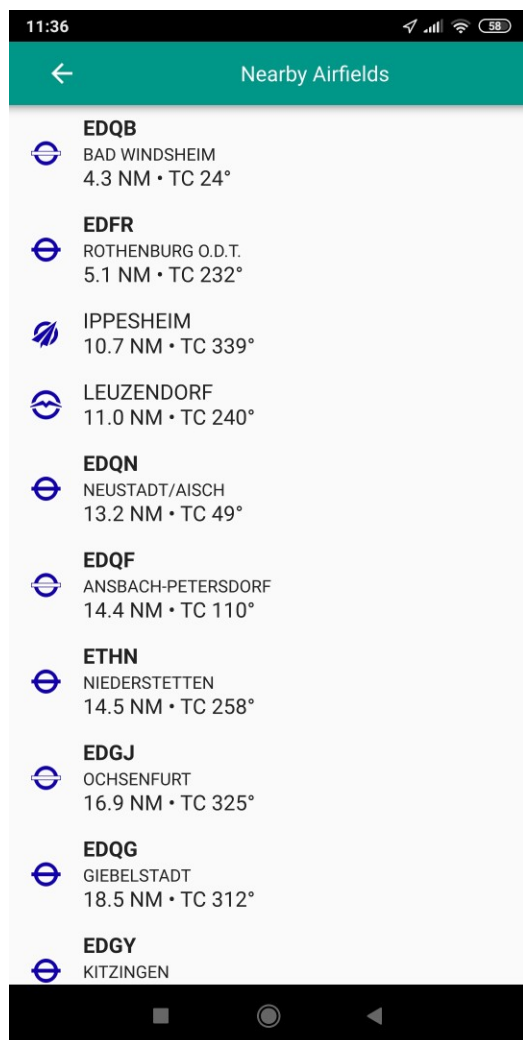 11:36
58
Nearby Airfields
EDQB
BAD WINDSHEIM
4.3 NM • TC 24°
EDFR
ROTHENBURG O.D.T.
5.1 NM • TC 232°
IPPESHEIM
10.7 NM • TC 339°
LEUZENDORF
11.0 NM • TC 240°
EDQN
NEUSTADT/AISCH
13.2 NM • TC 49°
EDQF
ANSBACH-PETERSDORF
14.4 NM • TC 110°
ETHN
NIEDERSTETTEN
14.5 NM • TC 258°
EDGJ
OCHSENFURT
16.9 NM • TC 325°
EDQG
GIEBELSTADT
18.5 NM • TC 312°
EDGY
KITZINGEN